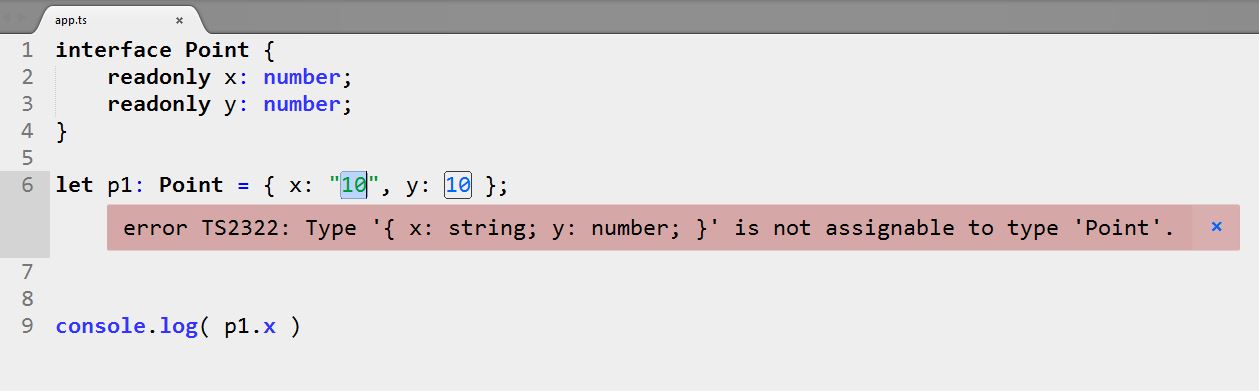 app.ts ×
1 interface Point {
2     readonly x: number;
3     readonly y: number;
4 }
5
6 let p1: Point = { x: "10", y: 10 };
error TS2322: Type '{ x: string; y: number; }' is not assignable to type 'Point'. ×
7
8
9 console.log( p1.x )